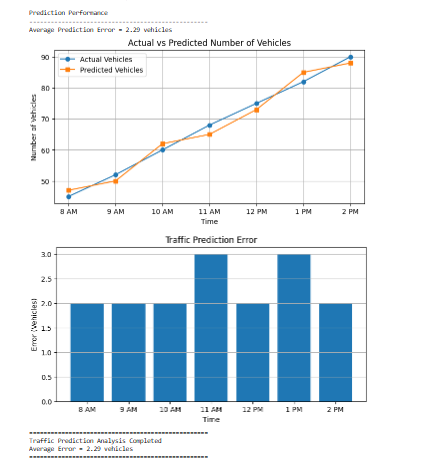 Prediction Performance
----------------------------------------
Average Prediction Error = 2.29 vehicles
Actual vs Predicted Number of Vehicles
Actual Vehicles
Predicted Vehicles
Number of Vehicles
90
80
70
60
50
8 AM 9 AM 10 AM 11 AM 12 PM 1 PM 2 PM
Time
Traffic Prediction Error
Error (Vehicles)
3.0
2.5
2.0
1.5
1.0
0.5
0.0
8 AM 9 AM 10 AM 11 AM 12 PM 1 PM 2 PM
Time
========================================
Traffic Prediction Analysis Completed
Average Error = 2.29 vehicles
========================================